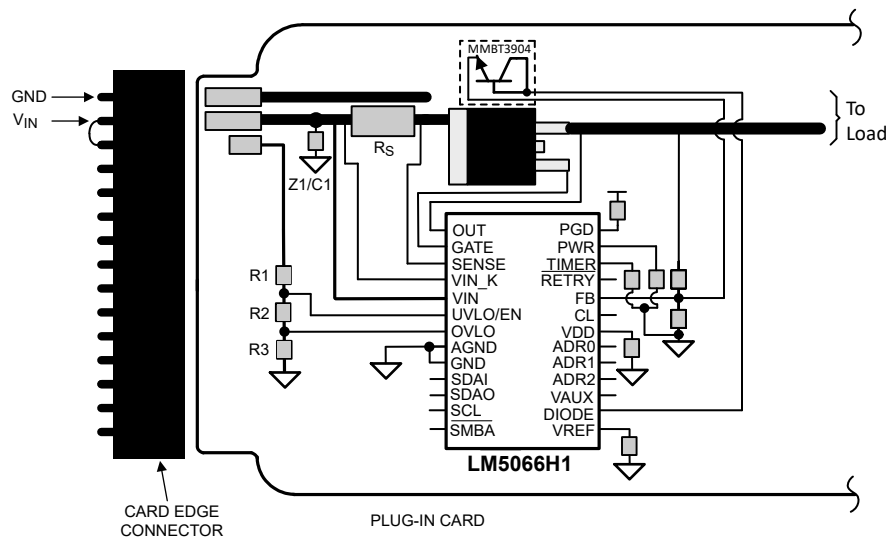 MMBT3904
GND
VIN
To
Load
RS
Z1/C1
OUT
GATE
SENSE
VIN_K
VIN
UVLO/EN
OVLO
AGND
GND
SDAI
SDAO
SCL
SMBA
PGD
PWR
TIMER
RETRY
FB
CL
VDD
ADR0
ADR1
ADR2
VAUX
DIODE
VREF
R1
R2
R3
LM5066H1
CARD EDGE
CONNECTOR
PLUG-IN CARD